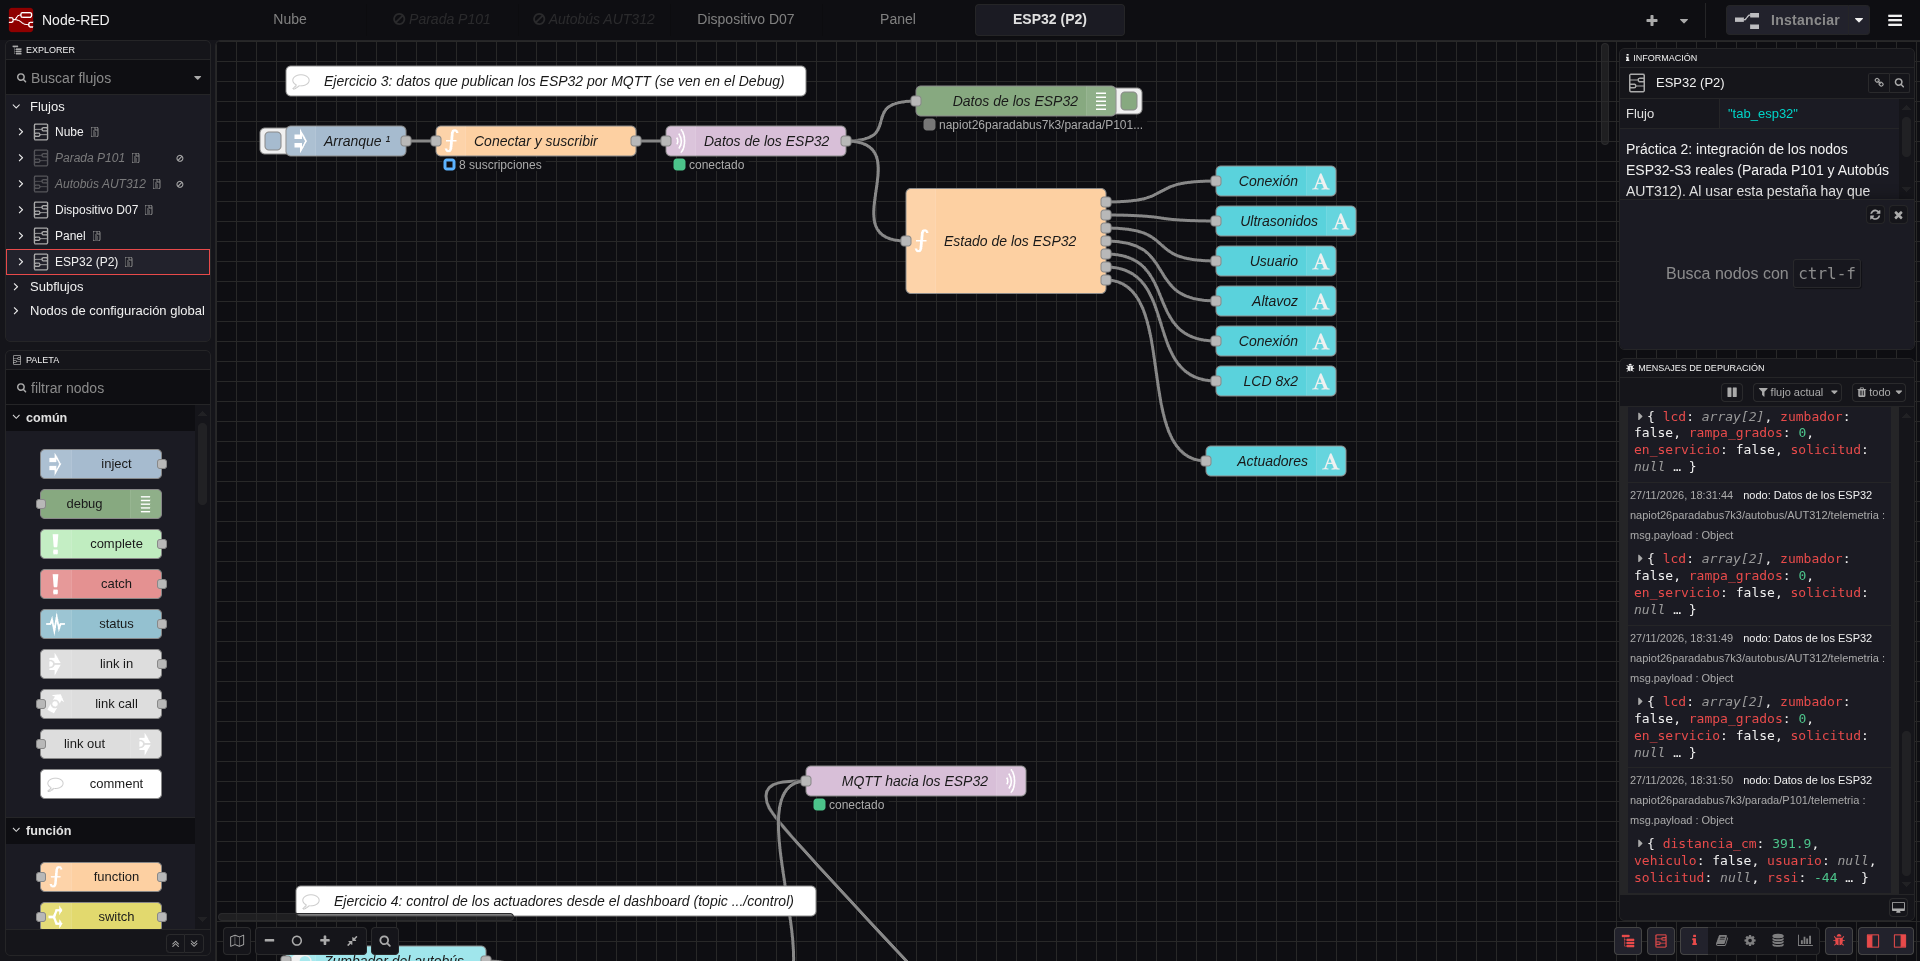 Node-RED
Nube
Parada P101
Autobús AUT312
Dispositivo D07
Panel
ESP32 (P2)
Instanciar
EXPLORER
Buscar flujos
Flujos
Nube
Parada P101
Autobús AUT312
Dispositivo D07
Panel
ESP32 (P2)
Subflujos
Nodos de configuración global
PALETA
filtrar nodos
común
inject
debug
complete
catch
status
link in
link call
link out
comment
función
function
switch
Ejercicio 3: datos que publican los ESP32 por MQTT (se ven en el Debug)
Arranque ¹
Conectar y suscribir
8 suscripciones
Datos de los ESP32
conectado
Datos de los ESP32
napiot26paradabus7k3/parada/P101...
Estado de los ESP32
Conexión
Ultrasonidos
Usuario
Altavoz
Conexión
LCD 8x2
Actuadores
MQTT hacia los ESP32
conectado
Ejercicio 4: control de los actuadores desde el dashboard (topic .../control)
Zumbador del autobús
INFORMACIÓN
ESP32 (P2)
Flujo "tab_esp32"
Práctica 2: integración de los nodos
ESP32-S3 reales (Parada P101 y Autobús
AUT312). Al usar esta pestaña hay que
Busca nodos con ctrl-f
MENSAJES DE DEPURACIÓN
flujo actual
todo
{ lcd: array[2], zumbador:
false, rampa_grados: 0,
en_servicio: false, solicitud:
null … }
27/11/2026, 18:31:44 nodo: Datos de los ESP32
napiot26paradabus7k3/autobus/AUT312/telemetria :
msg.payload : Object
{ lcd: array[2], zumbador:
false, rampa_grados: 0,
en_servicio: false, solicitud:
null … }
27/11/2026, 18:31:49 nodo: Datos de los ESP32
napiot26paradabus7k3/autobus/AUT312/telemetria :
msg.payload : Object
{ lcd: array[2], zumbador:
false, rampa_grados: 0,
en_servicio: false, solicitud:
null … }
27/11/2026, 18:31:50 nodo: Datos de los ESP32
napiot26paradabus7k3/parada/P101/telemetria :
msg.payload : Object
{ distancia_cm: 391.9,
vehiculo: false, usuario: null,
solicitud: null, rssi: -44 … }